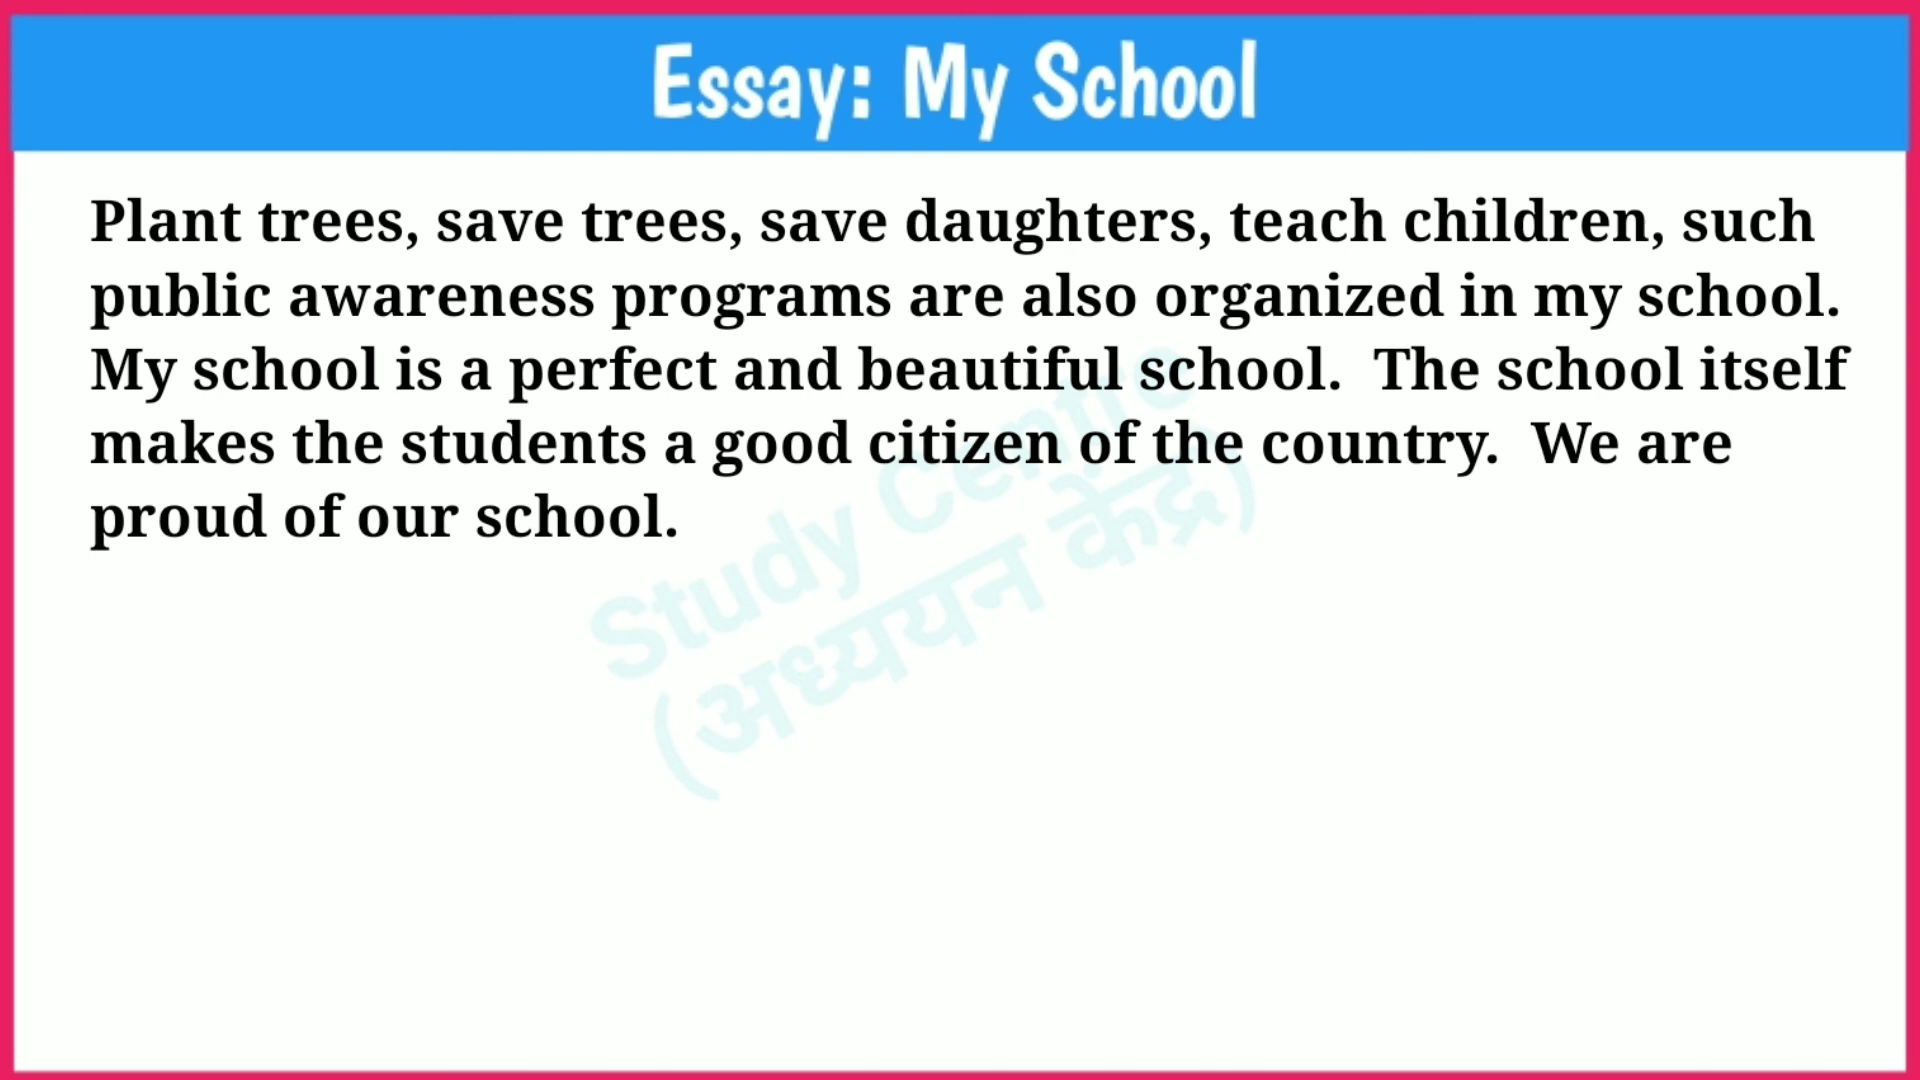 Essay: My School
Plant trees, save trees, save daughters, teach children, such
public awareness programs are also organized in my school.
My school is a perfect and beautiful school.  The school itself
makes the students a good citizen of the country.  We are
proud of our school.
Study Centre
(अध्ययन केंद्र)